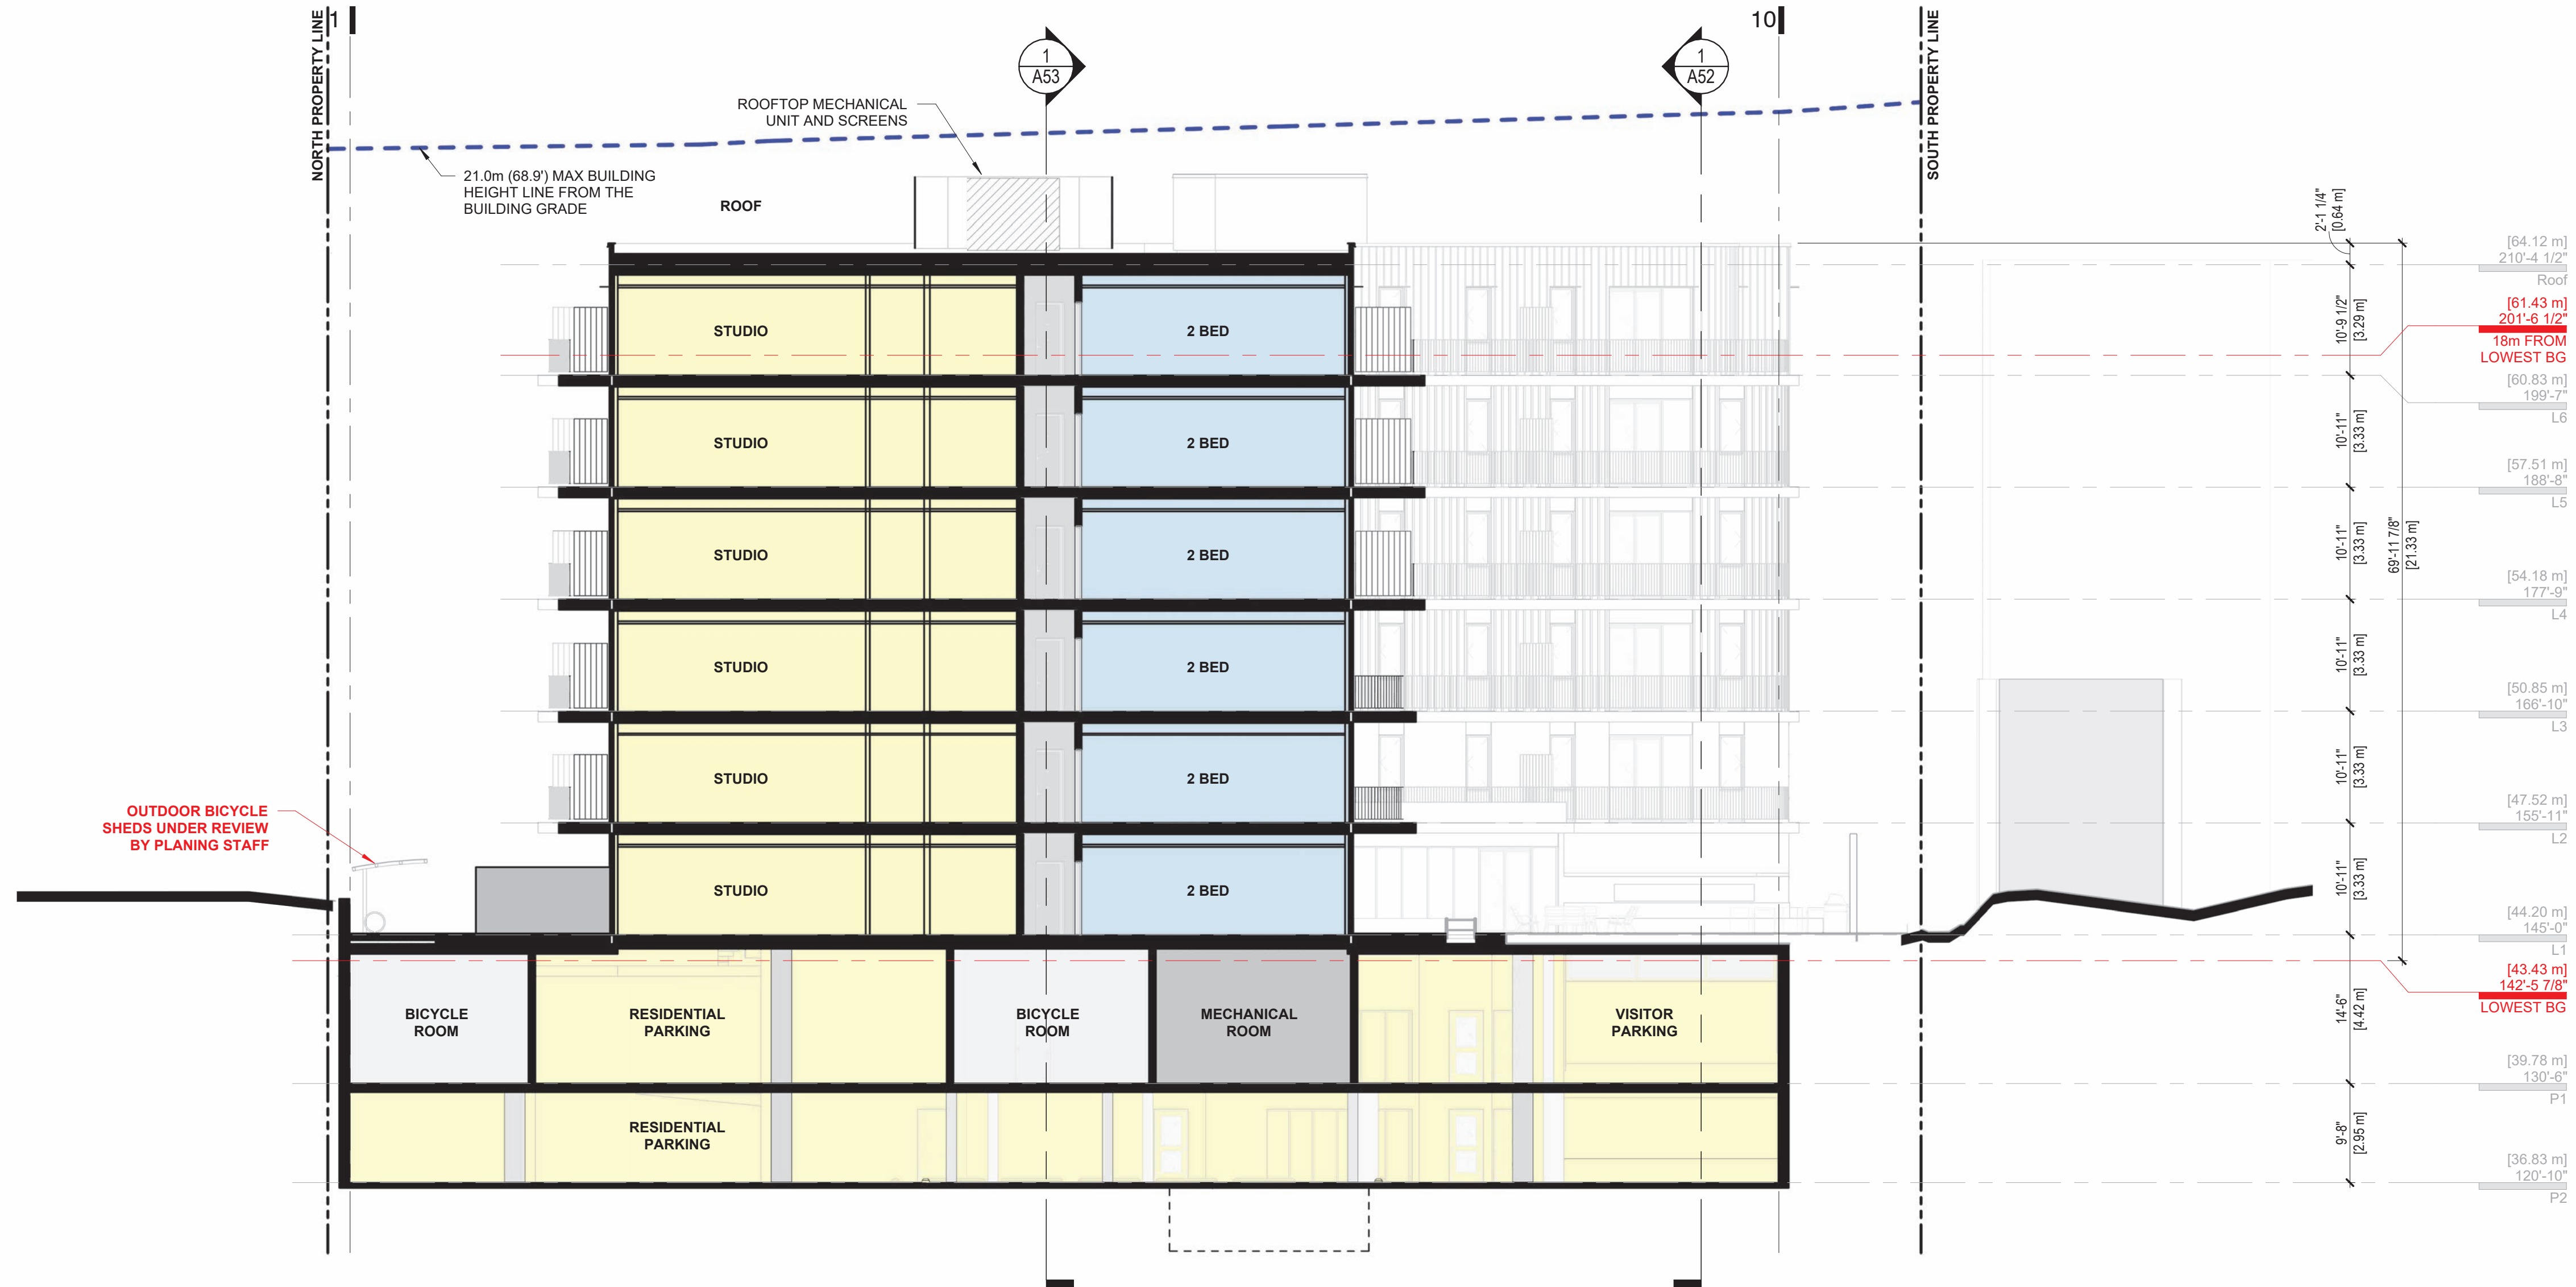 NORTH PROPERTY LINE
1
10
SOUTH PROPERTY LINE
1
A53
1
A52
ROOFTOP MECHANICAL
UNIT AND SCREENS
21.0m (68.9') MAX BUILDING
HEIGHT LINE FROM THE
BUILDING GRADE
ROOF
STUDIO
2 BED
STUDIO
2 BED
STUDIO
2 BED
STUDIO
2 BED
STUDIO
2 BED
STUDIO
2 BED
OUTDOOR BICYCLE
SHEDS UNDER REVIEW
BY PLANING STAFF
BICYCLE
ROOM
RESIDENTIAL
PARKING
BICYCLE
ROOM
MECHANICAL
ROOM
VISITOR
PARKING
RESIDENTIAL
PARKING
2'-1 1/4"
[0.64 m]
10'-9 1/2"
[3.29 m]
10'-11"
[3.33 m]
10'-11"
[3.33 m]
10'-11"
[3.33 m]
10'-11"
[3.33 m]
10'-11"
[3.33 m]
14'-6"
[4.42 m]
9'-8"
[2.95 m]
69'-11 7/8"
[21.33 m]
[64.12 m]
210'-4 1/2"
Roof
[61.43 m]
201'-6 1/2"
18m FROM
LOWEST BG
[60.83 m]
199'-7"
L6
[57.51 m]
188'-8"
L5
[54.18 m]
177'-9"
L4
[50.85 m]
166'-10"
L3
[47.52 m]
155'-11"
L2
[44.20 m]
145'-0"
L1
[43.43 m]
142'-5 7/8"
LOWEST BG
[39.78 m]
130'-6"
P1
[36.83 m]
120'-10"
P2